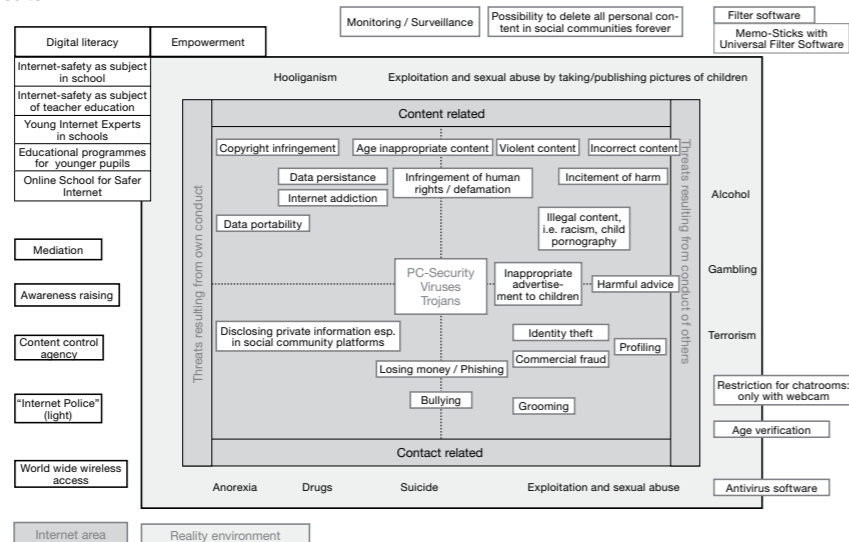 Monitoring / Surveillance
Possibility to delete all personal con-
tent in social communities forever
Filter software
Memo-Sticks with
Universal Filter Software
Digital literacy
Empowerment
Internet-safety as subject
in school
Internet-safety as subject
of teacher education
Young Internet Experts
in schools
Educational programmes
for younger pupils
Online School for Safer
Internet
Mediation
Awareness raising
Content control
agency
“Internet Police”
(light)
World wide wireless
access
Hooliganism
Exploitation and sexual abuse by taking/publishing pictures of children
Content related
Threats resulting from own conduct
Copyright infringement
Age inappropriate content
Violent content
Incorrect content
Data persistance
Internet addiction
Infringement of human
rights / defamation
Incitement of harm
Data portability
Illegal content,
i.e. racism, child
pornography
PC-Security
Viruses
Trojans
Inappropriate
advertise-
ment to children
Harmful advice
Disclosing private information esp.
in social community platforms
Identity theft
Profiling
Commercial fraud
Losing money / Phishing
Bullying
Grooming
Threats resulting from conduct of others
Contact related
Alcohol
Gambling
Terrorism
Restriction for chatrooms:
only with webcam
Age verification
Antivirus software
Anorexia
Drugs
Suicide
Exploitation and sexual abuse
Internet area
Reality environment